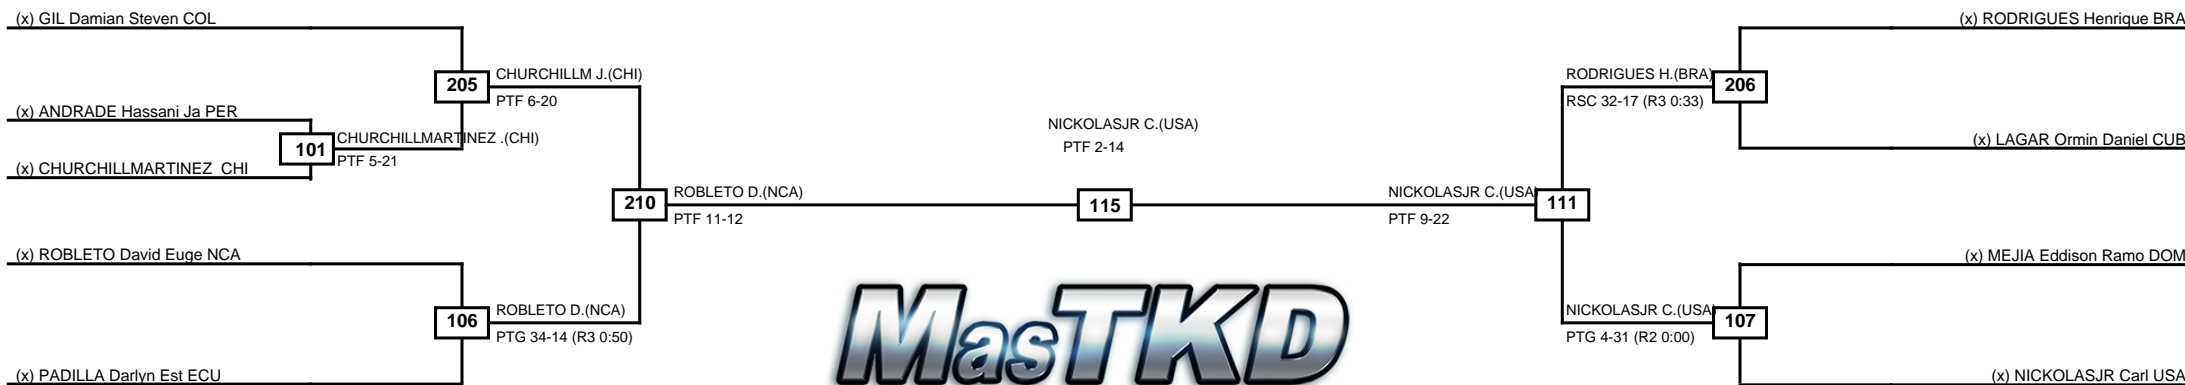 (x) GIL Damian Steven COL
(x) RODRIGUES Henrique BRA
205
CHURCHILLM J.(CHI)
PTF 6-20
RODRIGUES H.(BRA)
RSC 32-17 (R3 0:33)
206
(x) ANDRADE Hassani Ja PER
101
CHURCHILLMARTINEZ .(CHI)
PTF 5-21
(x) CHURCHILLMARTINEZ  CHI
NICKOLASJR C.(USA)
PTF 2-14
(x) LAGAR Ormin Daniel CUB
210
ROBLETO D.(NCA)
PTF 11-12
115
NICKOLASJR C.(USA
PTF 9-22
111
(x) ROBLETO David Euge NCA
(x) MEJIA Eddison Ramo DOM
106
ROBLETO D.(NCA)
PTG 34-14 (R3 0:50)
NICKOLASJR C.(USA
PTG 4-31 (R2 0:00)
107
(x) PADILLA Darlyn Est ECU
(x) NICKOLASJR Carl USA
MasTKD